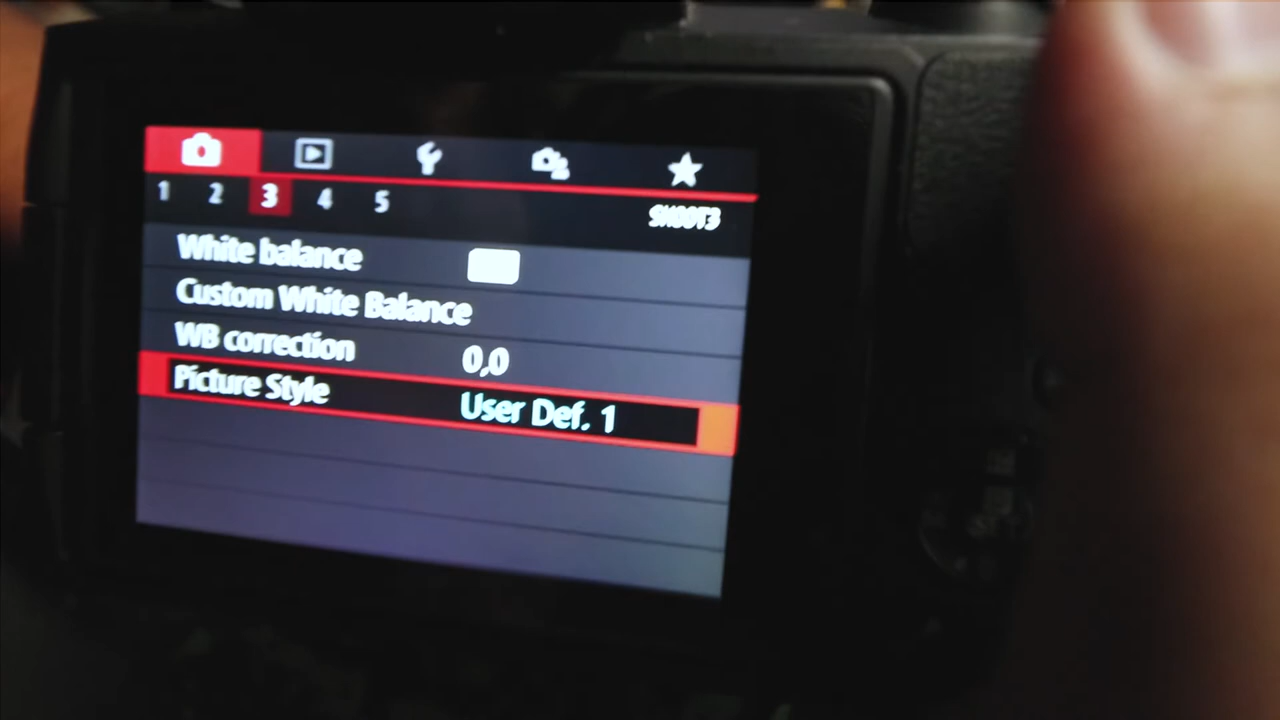 1 2 3 4 5
SHOOT3
White balance
Custom White Balance
WB correction 0,0
Picture Style User Def. 1